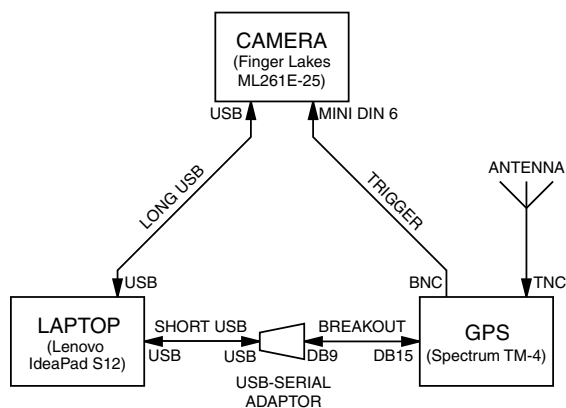 CAMERA
(Finger Lakes
ML261E-25)
USB
MINI DIN 6
LONG USB
TRIGGER
ANTENNA
USB
BNC
TNC
LAPTOP
(Lenovo
IdeaPad S12)
SHORT USB
USB
USB
BREAKOUT
DB9
DB15
GPS
(Spectrum TM-4)
USB-SERIAL
ADAPTOR